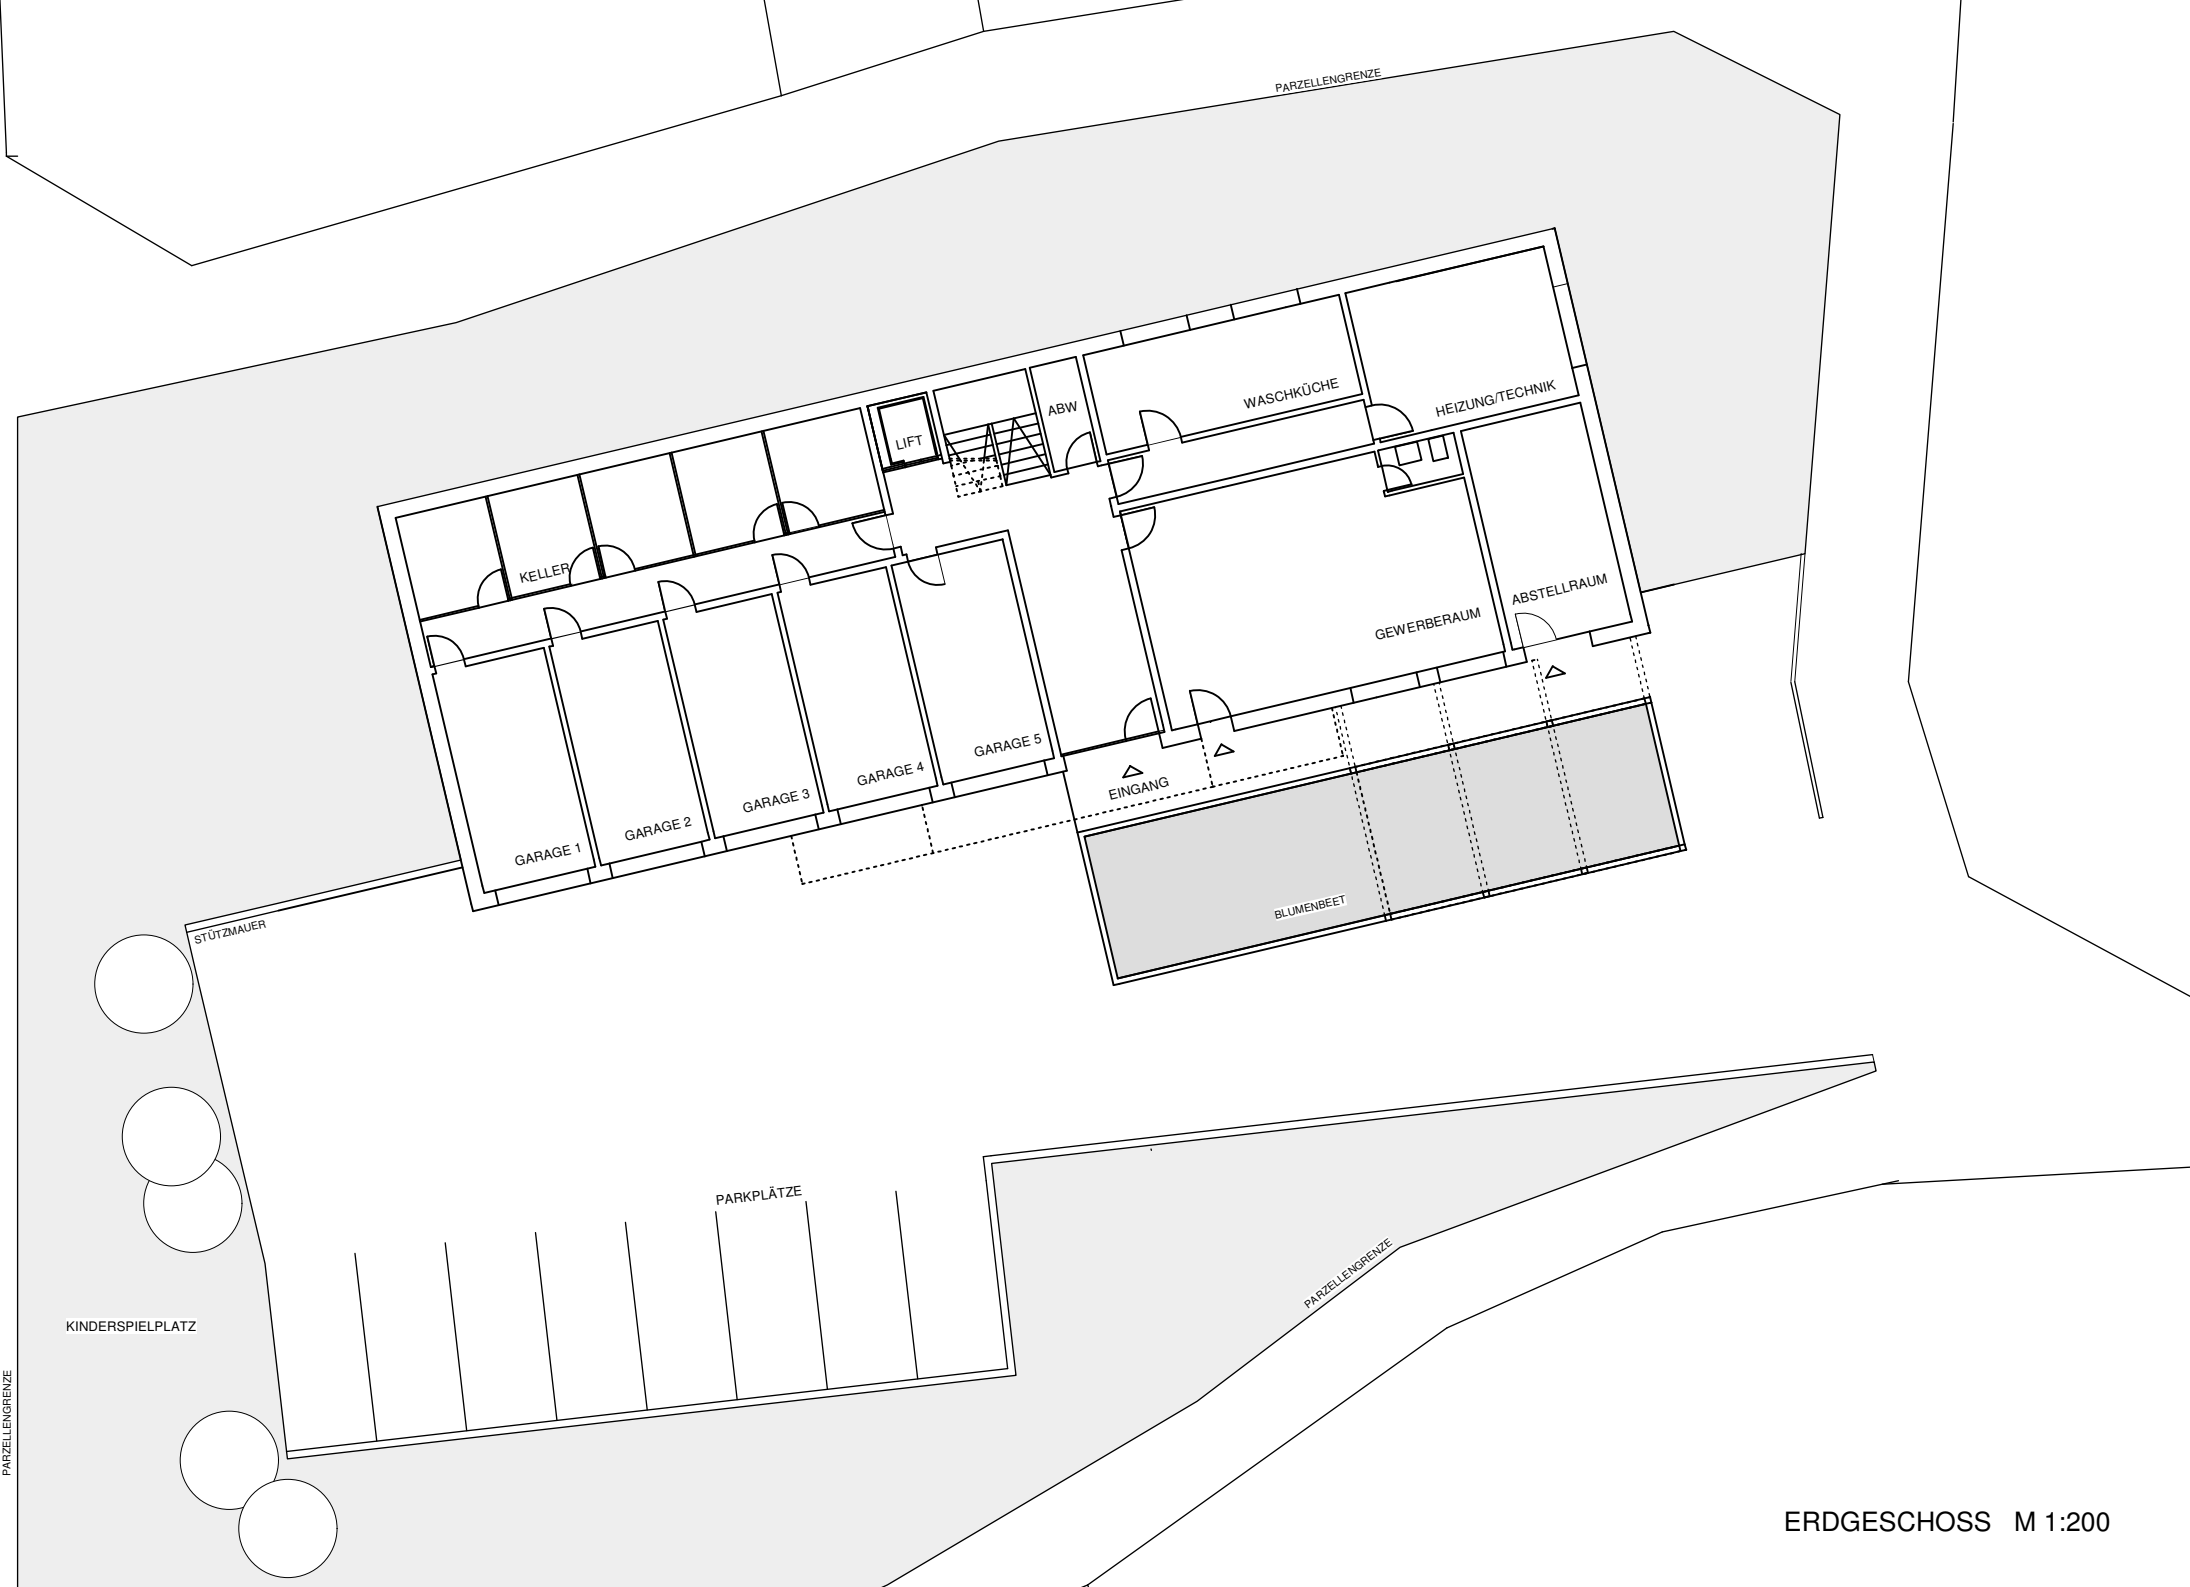 PARZELLENGRENZE
LIFT
ABW
WASCHKÜCHE
HEIZUNG/TECHNIK
KELLER
ABSTELLRAUM
GEWERBERAUM
GARAGE 1
GARAGE 2
GARAGE 3
GARAGE 4
GARAGE 5
EINGANG
BLUMENBEET
STÜTZMAUER
PARKPLÄTZE
PARZELLENGRENZE
KINDERSPIELPLATZ
PARZELLENGRENZE
ERDGESCHOSS M 1:200